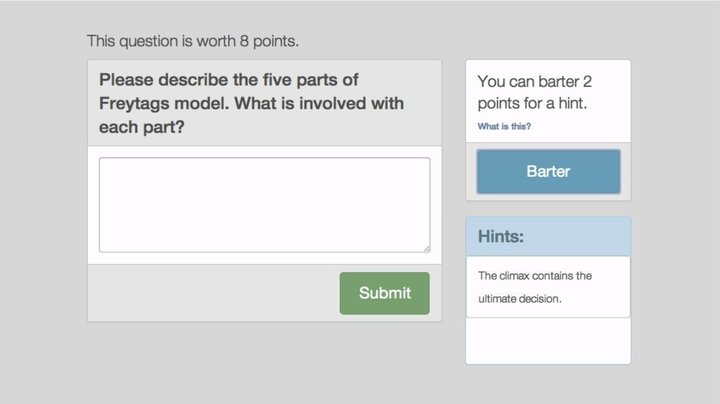 This question is worth 8 points.
Please describe the five parts of
Freytags model. What is involved with
each part?
Submit
You can barter 2
points for a hint.
What is this?
Barter
Hints:
The climax contains the
ultimate decision.